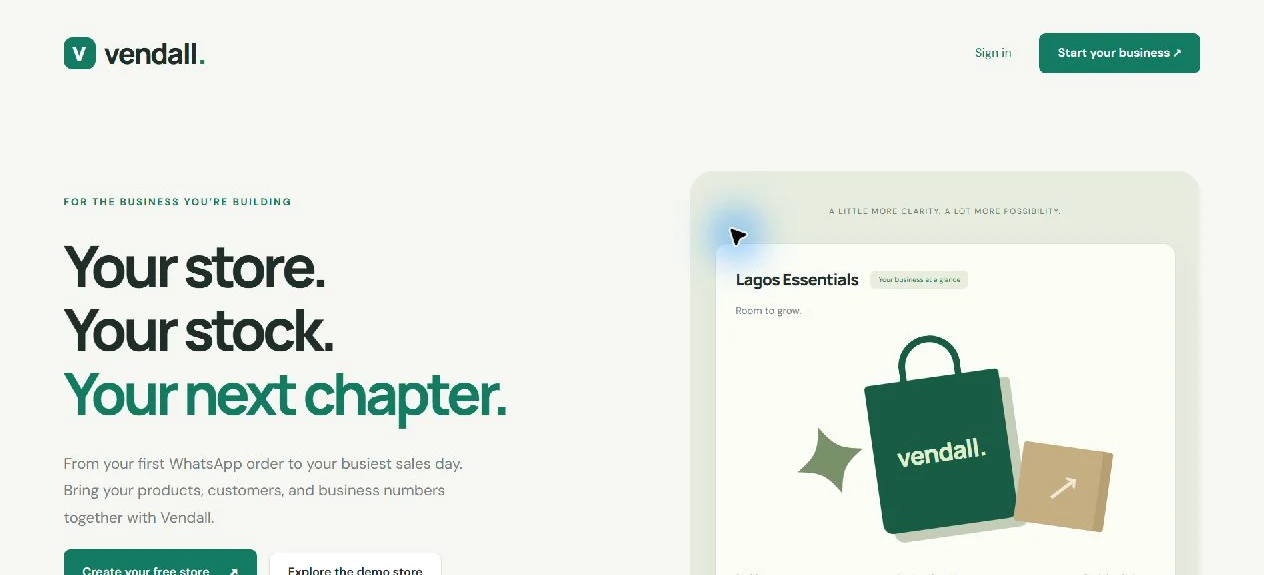 V vendall.
Sign in
Start your business ↗
FOR THE BUSINESS YOU'RE BUILDING
Your store.
Your stock.
Your next chapter.
From your first WhatsApp order to your busiest sales day.
Bring your products, customers, and business numbers
together with Vendall.
Create your free store ↗
Explore the demo store
A LITTLE MORE CLARITY. A LOT MORE POSSIBILITY.
Lagos Essentials
Your business at a glance
Room to grow.
vendall.